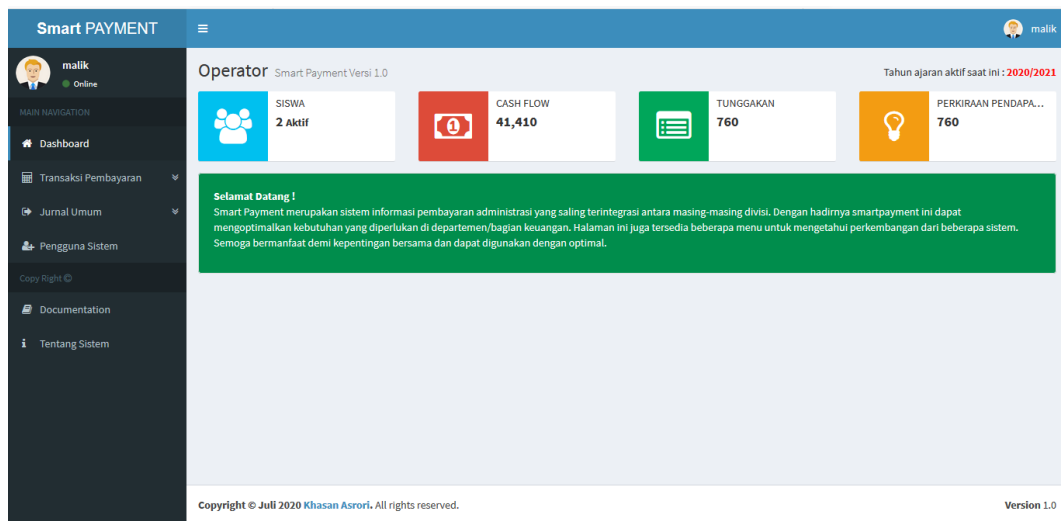 Smart PAYMENT
malik
malik
Online
MAIN NAVIGATION
Dashboard
Transaksi Pembayaran
Jurnal Umum
Pengguna Sistem
Copy Right ©
Documentation
Tentang Sistem
Operator Smart Payment Versi 1.0
Tahun ajaran aktif saat ini : 2020/2021
SISWA
2 Aktif
CASH FLOW
41,410
TUNGGAKAN
760
PERKIRAAN PENDAPA...
760
Selamat Datang !
Smart Payment merupakan sistem informasi pembayaran administrasi yang saling terintegrasi antara masing-masing divisi. Dengan hadirnya smartpayment ini dapat
mengoptimalkan kebutuhan yang diperlukan di departemen/bagian keuangan. Halaman ini juga tersedia beberapa menu untuk mengetahui perkembangan dari beberapa sistem.
Semoga bermanfaat demi kepentingan bersama dan dapat digunakan dengan optimal.
Copyright © Juli 2020 Khasan Asrori. All rights reserved.
Version 1.0